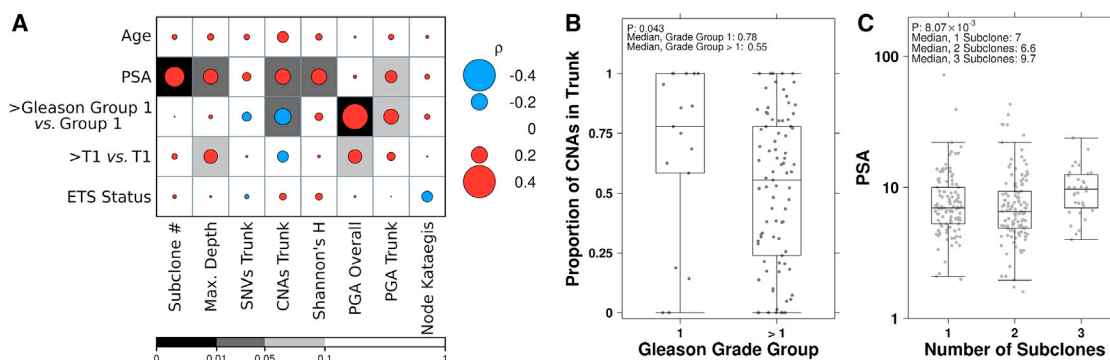 A
Age
PSA
>Gleason Group 1
vs. Group 1
>T1 vs. T1
ETS Status
Subclone #
Max. Depth
SNVs Trunk
CNAs Trunk
Shannon's H
PGA Overall
PGA Trunk
Node Kataegis
0
0.01
0.05
0.1
1
ρ
-0.4
-0.2
0
0.2
0.4
B
P: 0.043
Median, Grade Group 1: 0.78
Median, Grade Group > 1: 0.55
Proportion of CNAs in Trunk
1
0.75
0.5
0.25
0
1
> 1
Gleason Grade Group
C
P: 8.07×10⁻³
Median, 1 Subclone: 7
Median, 2 Subclones: 6.6
Median, 3 Subclones: 9.7
PSA
100
10
1
1
2
3
Number of Subclones